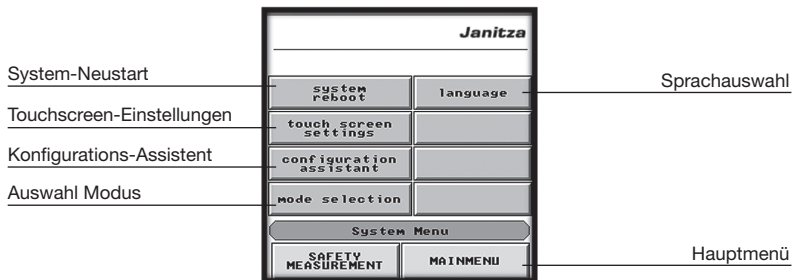 Janitza
System-Neustart
system
reboot
language
Sprachauswahl
Touchscreen-Einstellungen
touch screen
settings
Konfigurations-Assistent
configuration
assistant
Auswahl Modus
mode selection
System Menu
SAFETY
MEASUREMENT
MAINMENU
Hauptmenü